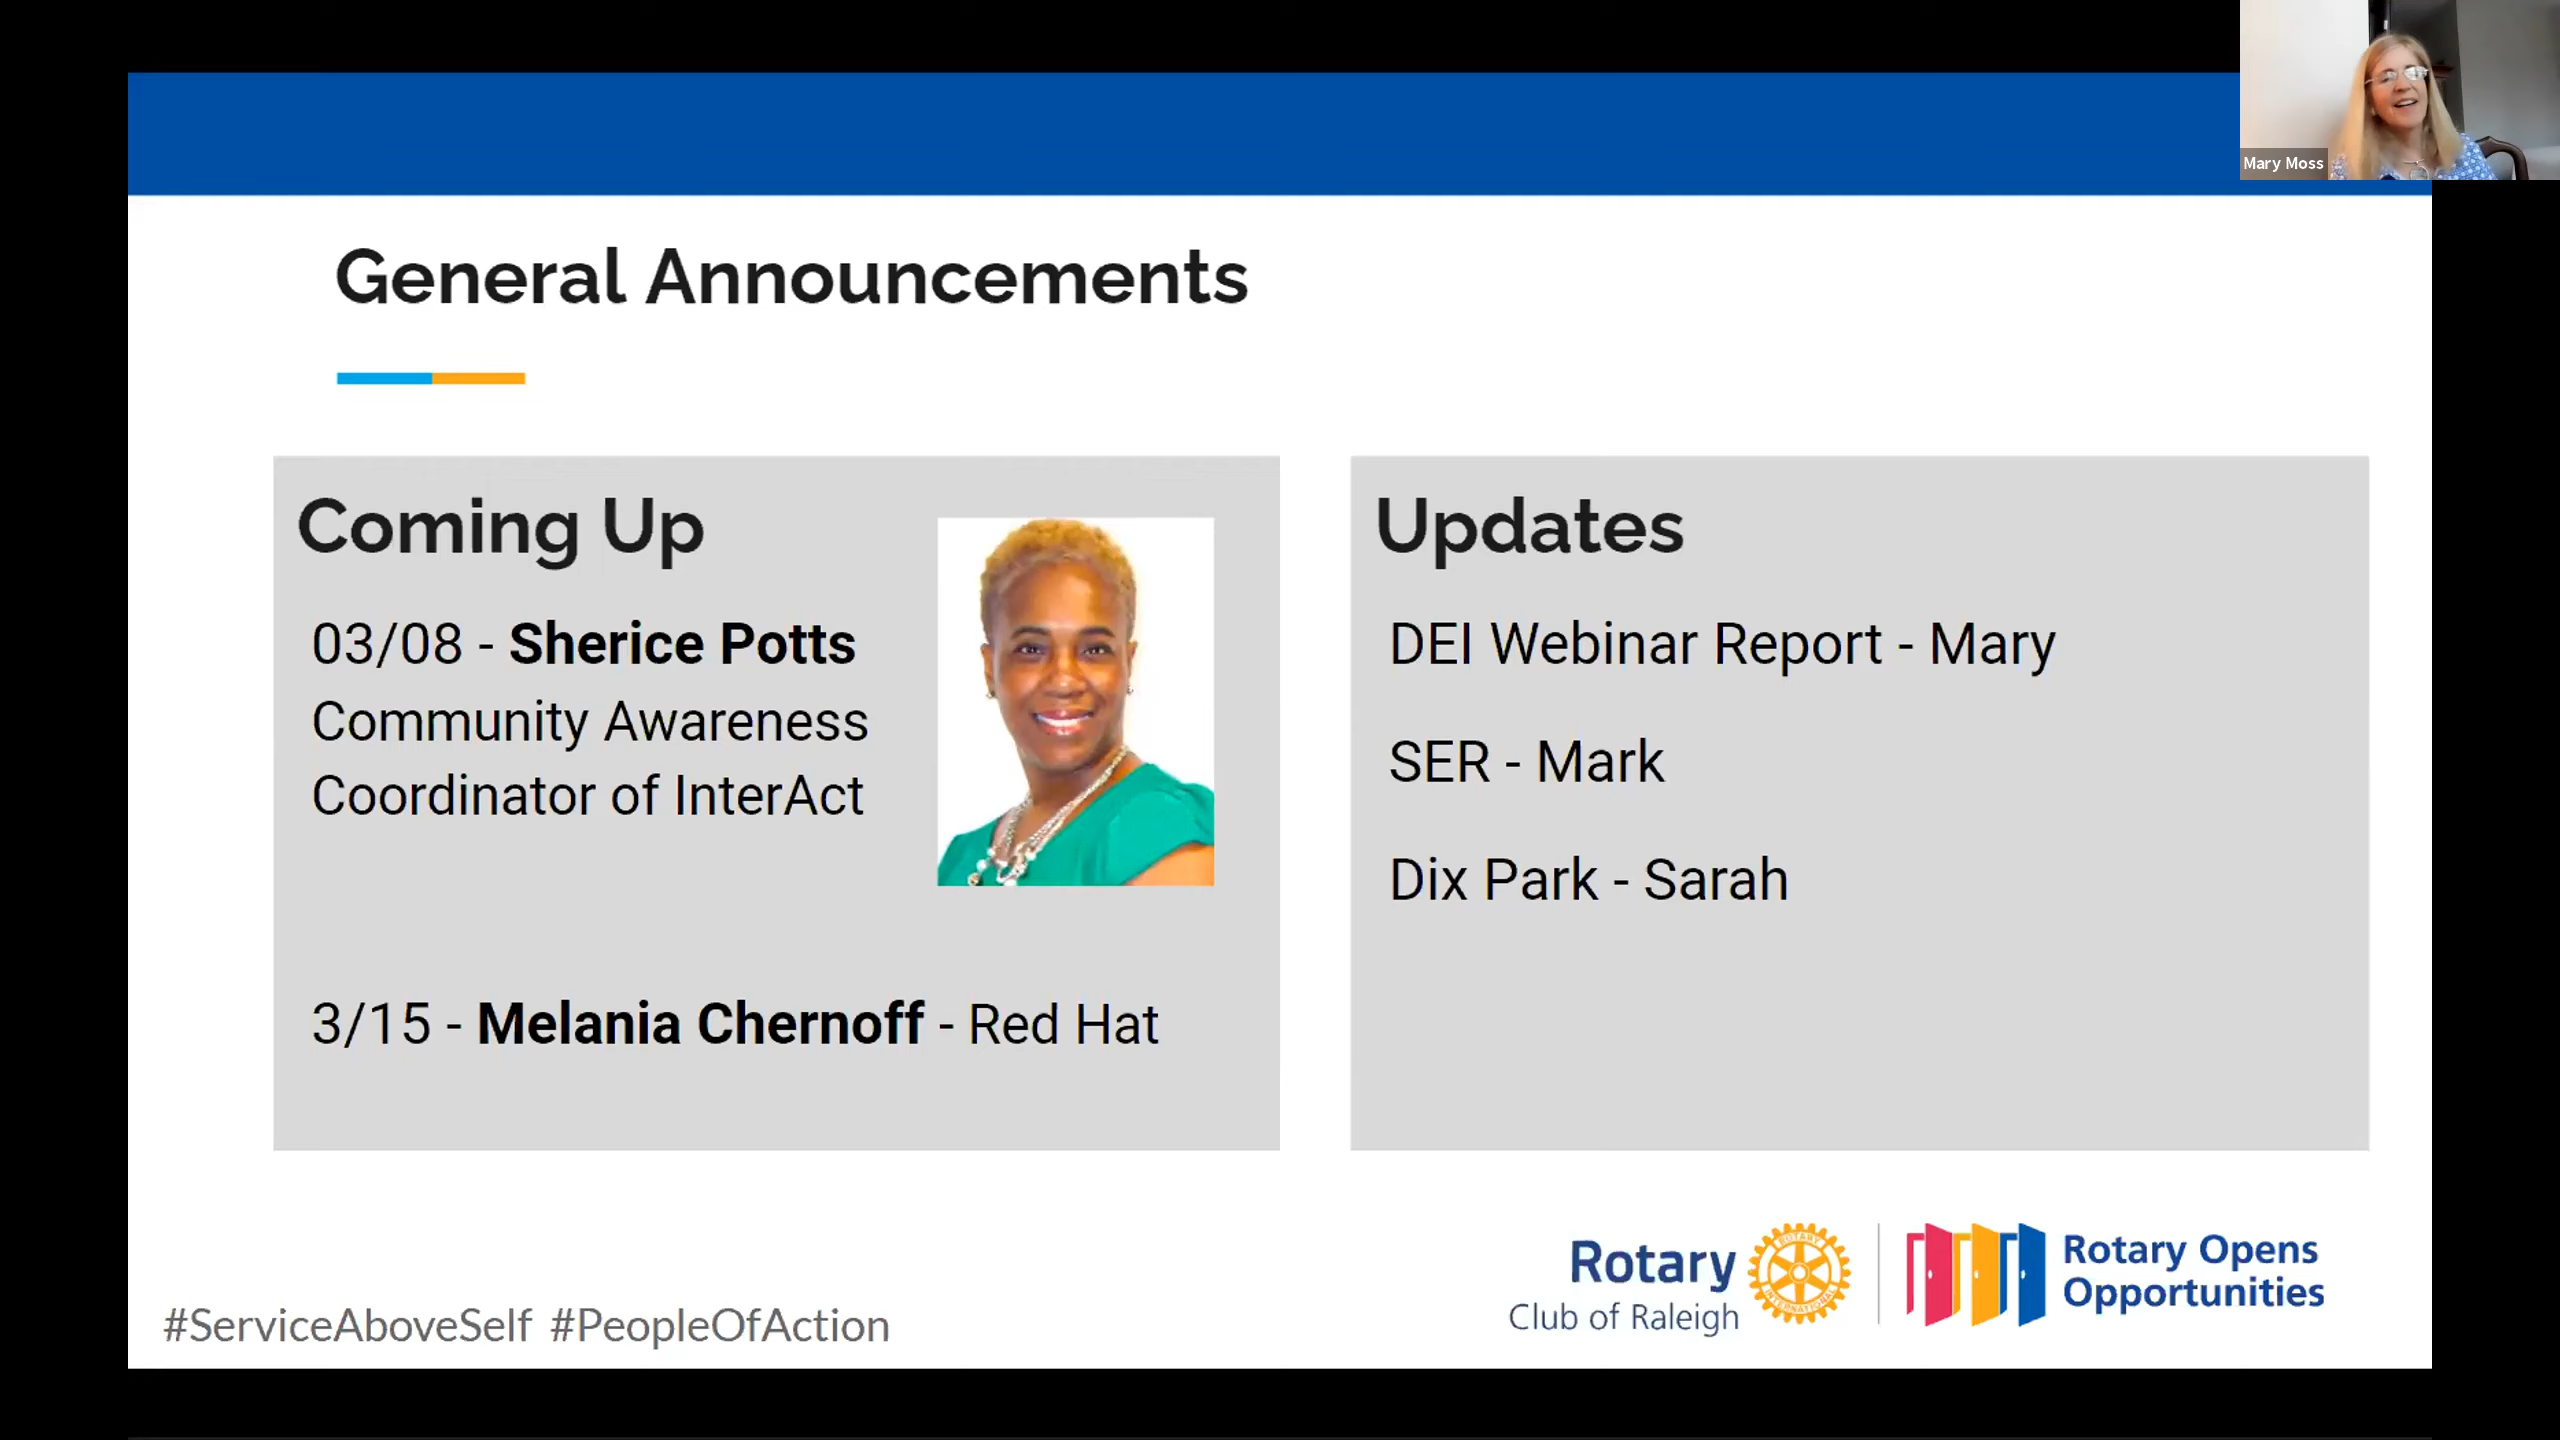 Mary Moss
General Announcements
Coming Up
03/08 - Sherice Potts
Community Awareness
Coordinator of InterAct
3/15 - Melania Chernoff - Red Hat
Updates
DEI Webinar Report - Mary
SER - Mark
Dix Park - Sarah
#ServiceAboveSelf #PeopleOfAction
Rotary
Club of Raleigh
ROTARY
INTERNATIONAL
Rotary Opens
Opportunities